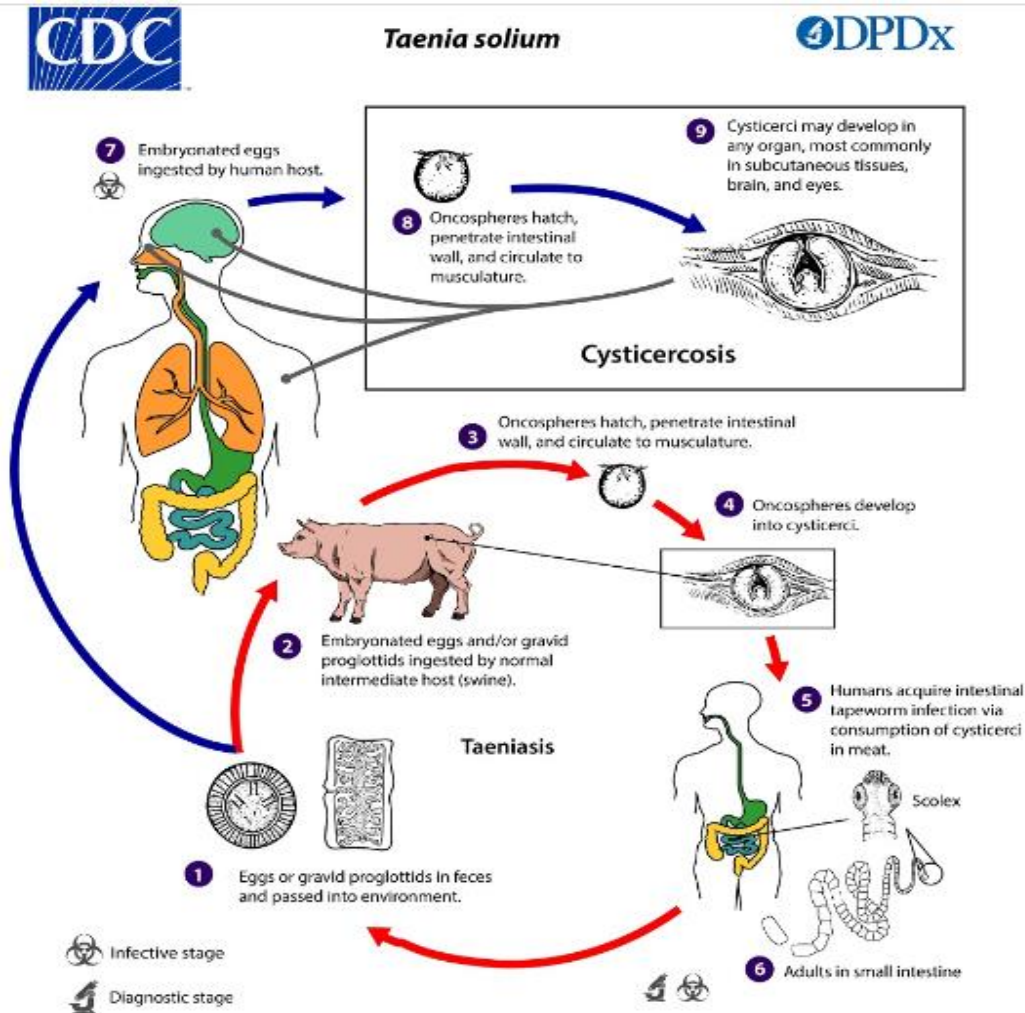 CDC
Taenia solium
DPDx
7
Embryonated eggs
ingested by human host.
8
Oncospheres hatch,
penetrate intestinal
wall, and circulate to
musculature.
9
Cysticerci may develop in
any organ, most commonly
in subcutaneous tissues,
brain, and eyes.
Cysticercosis
3
Oncospheres hatch, penetrate intestinal
wall, and circulate to musculature.
4
Oncospheres develop
into cysticerci.
2
Embryonated eggs and/or gravid
proglottids ingested by normal
intermediate host (swine).
5
Humans acquire intestinal
tapeworm infection via
consumption of cysticerci
in meat.
Taeniasis
Scolex
1
Eggs or gravid proglottids in feces
and passed into environment.
6
Adults in small intestine
Infective stage
Diagnostic stage